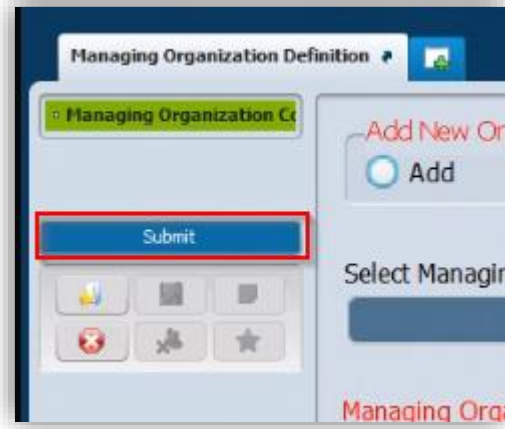 Managing Organization Definition
Managing Organization Co
Add New Or
Add
Submit
Select Managin
Managing Orga